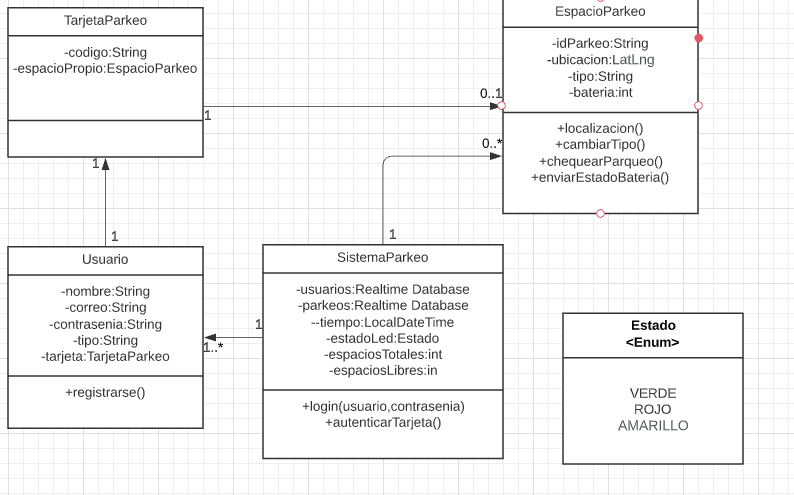 TarjetaParkeo
-codigo:String
-espacioPropio:EspacioParkeo
1
0..1
EspacioParkeo
-idParkeo:String
-ubicacion:LatLng
-tipo:String
-bateria:int
+localizacion()
+cambiarTipo()
+chequearParqueo()
+enviarEstadoBateria()
0..*
1
1
1
Usuario
-nombre:String
-correo:String
-contrasenia:String
-tipo:String
-tarjeta:TarjetaParkeo
+registrarse()
1
1..*
SistemaParkeo
-usuarios:Realtime Database
-parkeos:Realtime Database
--tiempo:LocalDateTime
-estadoLed:Estado
-espaciosTotales:int
-espaciosLibres:in
+login(usuario,contrasenia)
+autenticarTarjeta()
Estado
<Enum>
VERDE
ROJO
AMARILLO